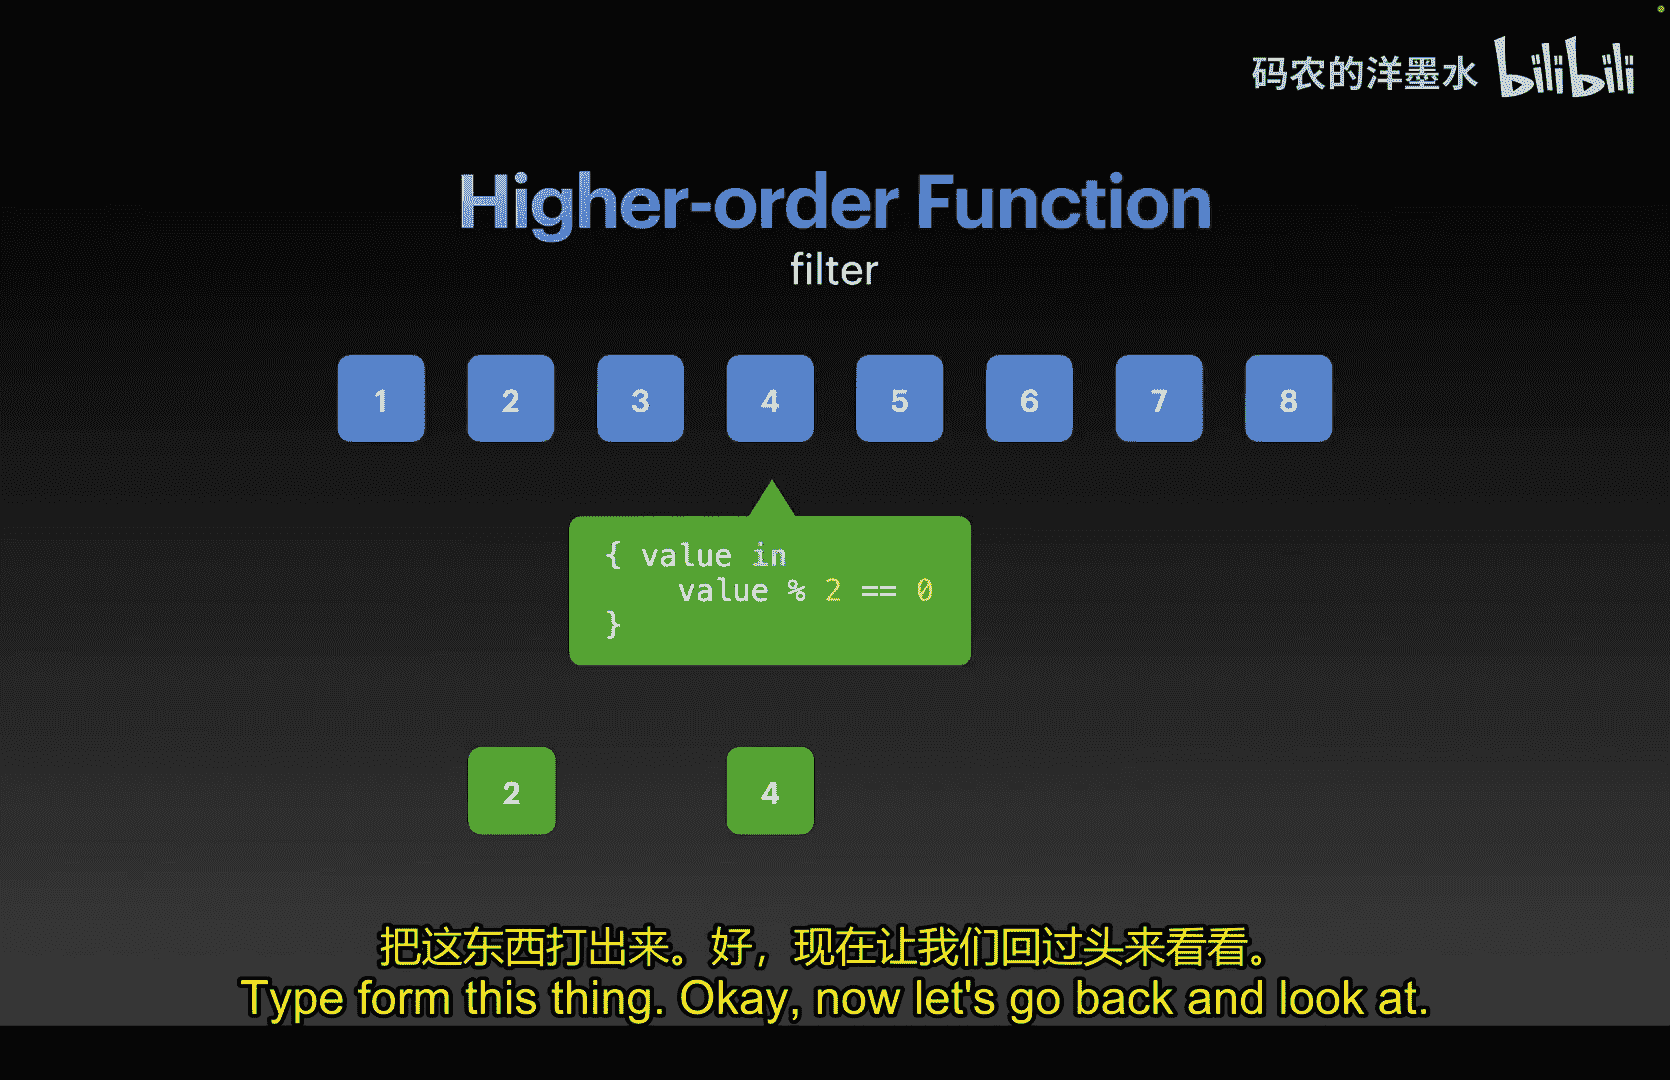 码农的洋墨水 bilibili
Higher-order Function
filter
1 2 3 4 5 6 7 8
{ value in
value % 2 == 0
}
2 4
把这东西打出来。好，现在让我们回过头来看看。
Type form this thing. Okay, now let's go back and look at.